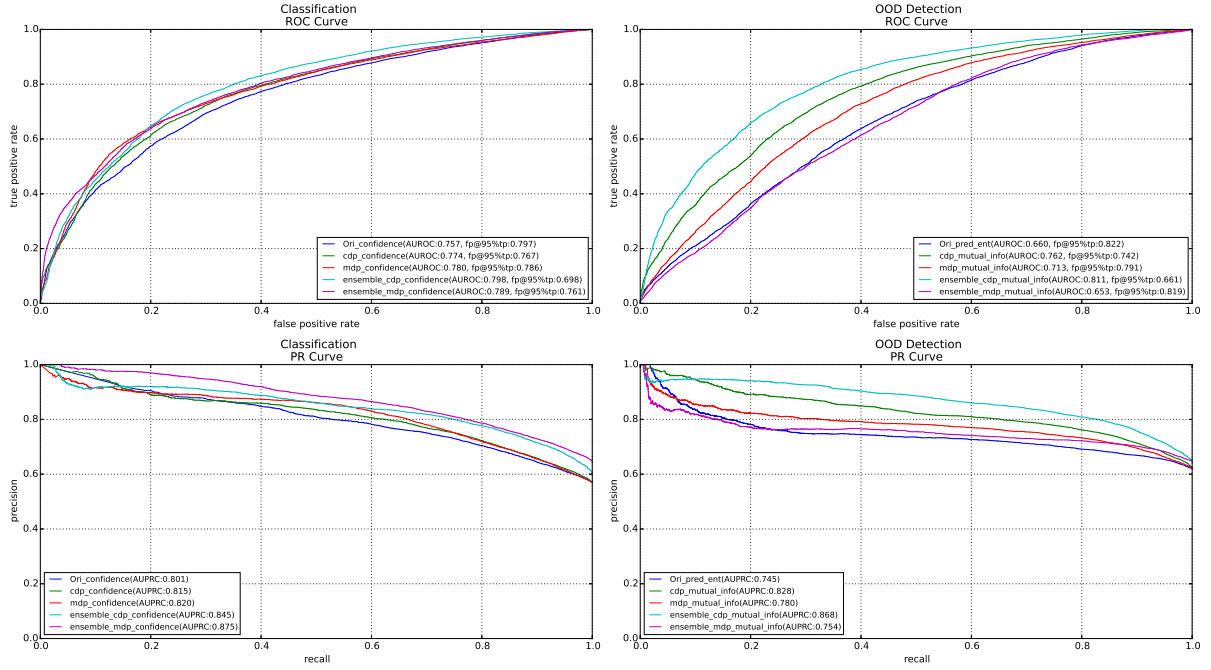 Classification
ROC Curve
1.0
0.8
0.6
0.4
0.2
0.0
true positive rate
Ori_confidence(AUROC:0.757, fp@95%tp:0.797)
cdp_confidence(AUROC:0.774, fp@95%tp:0.767)
mdp_confidence(AUROC:0.780, fp@95%tp:0.786)
ensemble_cdp_confidence(AUROC:0.798, fp@95%tp:0.698)
ensemble_mdp_confidence(AUROC:0.789, fp@95%tp:0.761)
0.0 0.2 0.4 0.6 0.8 1.0
false positive rate
OOD Detection
ROC Curve
1.0
0.8
0.6
0.4
0.2
0.0
true positive rate
Ori_pred_ent(AUROC:0.660, fp@95%tp:0.822)
cdp_mutual_info(AUROC:0.762, fp@95%tp:0.742)
mdp_mutual_info(AUROC:0.713, fp@95%tp:0.791)
ensemble_cdp_mutual_info(AUROC:0.811, fp@95%tp:0.661)
ensemble_mdp_mutual_info(AUROC:0.653, fp@95%tp:0.819)
0.0 0.2 0.4 0.6 0.8 1.0
false positive rate
Classification
PR Curve
1.0
0.8
0.6
0.4
0.2
0.0
precision
Ori_confidence(AUPRC:0.801)
cdp_confidence(AUPRC:0.815)
mdp_confidence(AUPRC:0.820)
ensemble_cdp_confidence(AUPRC:0.845)
ensemble_mdp_confidence(AUPRC:0.875)
0.0 0.2 0.4 0.6 0.8 1.0
recall
OOD Detection
PR Curve
1.0
0.8
0.6
0.4
0.2
0.0
precision
Ori_pred_ent(AUPRC:0.745)
cdp_mutual_info(AUPRC:0.828)
mdp_mutual_info(AUPRC:0.780)
ensemble_cdp_mutual_info(AUPRC:0.868)
ensemble_mdp_mutual_info(AUPRC:0.754)
0.0 0.2 0.4 0.6 0.8 1.0
recall